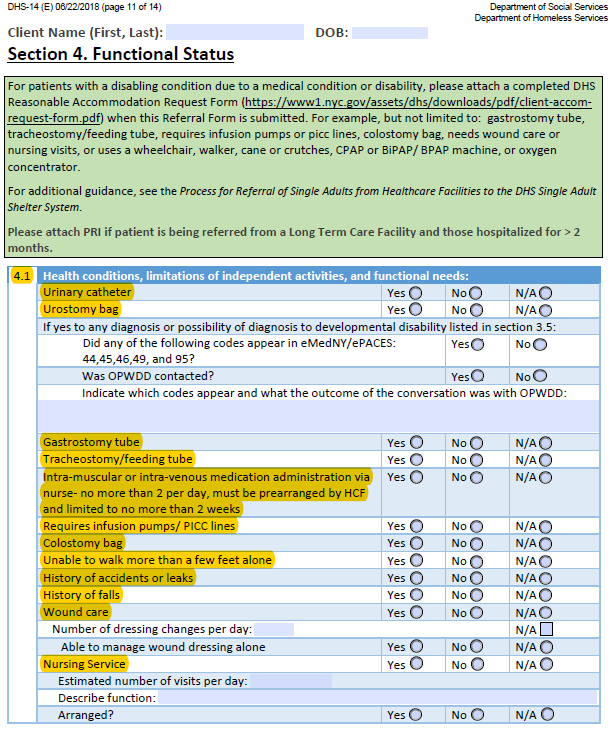 DHS-14 (E) 06/22/2018 (page 11 of 14)
Department of Social Services
Department of Homeless Services
Client Name (First, Last):
DOB:
Section 4. Functional Status
For patients with a disabling condition due to a medical condition or disability, please attach a completed DHS
Reasonable Accommodation Request Form (https://www1.nyc.gov/assets/dhs/downloads/pdf/client-accom-
request-form.pdf) when this Referral Form is submitted. For example, but not limited to: gastrostomy tube,
tracheostomy/feeding tube, requires infusion pumps or picc lines, colostomy bag, needs wound care or
nursing visits, or uses a wheelchair, walker, cane or crutches, CPAP or BiPAP/ BPAP machine, or oxygen
concentrator.
For additional guidance, see the Process for Referral of Single Adults from Healthcare Facilities to the DHS Single Adult
Shelter System.
Please attach PRI if patient is being referred from a Long Term Care Facility and those hospitalized for > 2
months.
4.1 Health conditions, limitations of independent activities, and functional needs:
Urinary catheter Yes No N/A
Urostomy bag Yes No N/A
If yes to any diagnosis or possibility of diagnosis to developmental disability listed in section 3.5:
Did any of the following codes appear in eMedNY/ePACES: Yes No
44,45,46,49, and 95?
Was OPWDD contacted? Yes No
Indicate which codes appear and what the outcome of the conversation was with OPWDD:
Gastrostomy tube Yes No N/A
Tracheostomy/feeding tube Yes No N/A
Intra-muscular or intra-venous medication administration via Yes No N/A
nurse- no more than 2 per day, must be prearranged by HCF
and limited to no more than 2 weeks
Requires infusion pumps/ PICC lines Yes No N/A
Colostomy bag Yes No N/A
Unable to walk more than a few feet alone Yes No N/A
History of accidents or leaks Yes No N/A
History of falls Yes No N/A
Wound care Yes No N/A
Number of dressing changes per day: N/A
Able to manage wound dressing alone Yes No N/A
Nursing Service Yes No N/A
Estimated number of visits per day:
Describe function:
Arranged? Yes No N/A